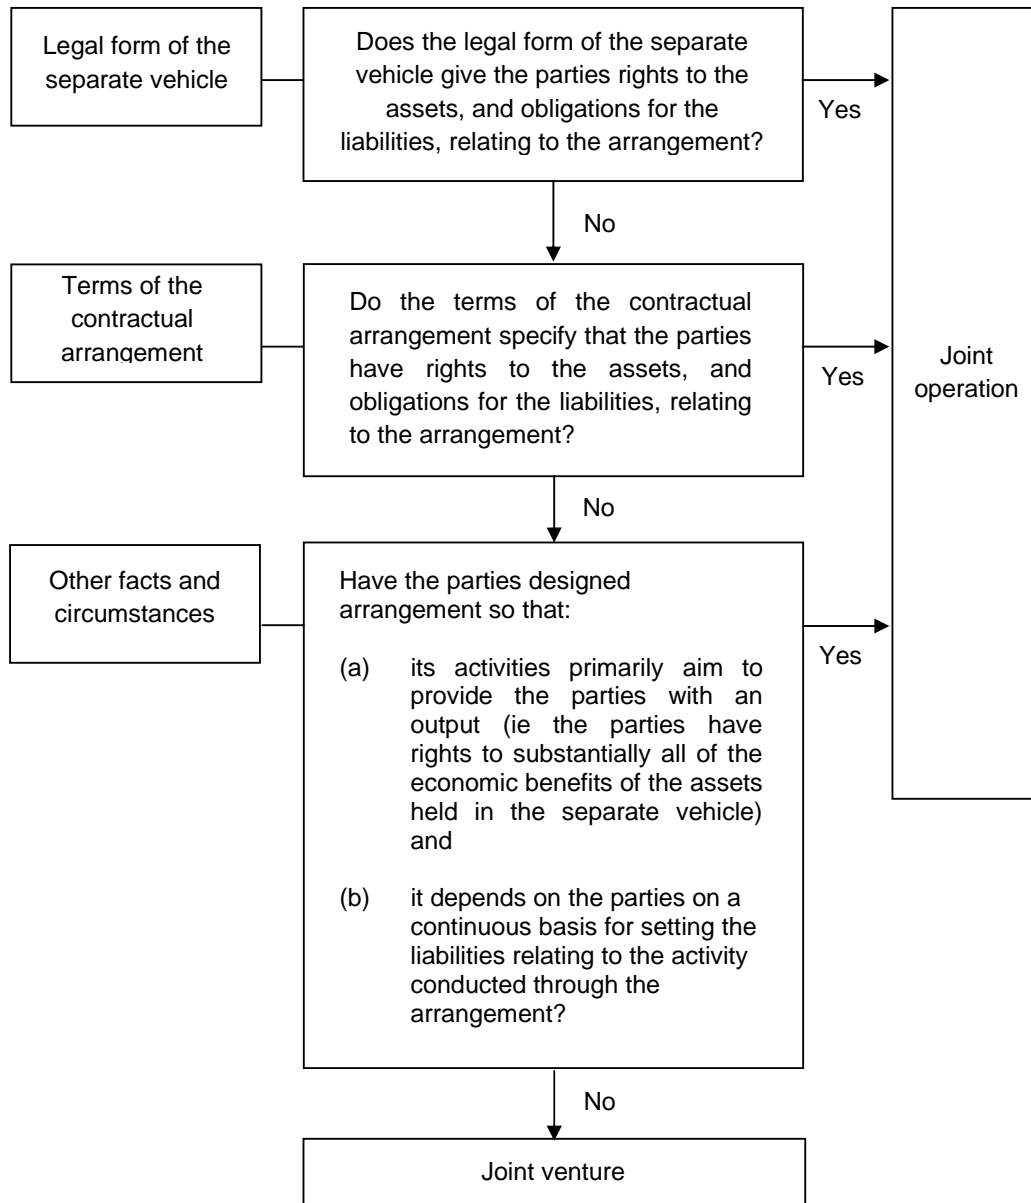 Legal form of the
separate vehicle
Does the legal form of the separate
vehicle give the parties rights to the
assets, and obligations for the
liabilities, relating to the arrangement?
Yes
No
Terms of the
contractual
arrangement
Do the terms of the contractual
arrangement specify that the parties
have rights to the assets, and
obligations for the liabilities, relating
to the arrangement?
Yes
Joint
operation
No
Other facts and
circumstances
Have the parties designed
arrangement so that:
(a) its activities primarily aim to
provide the parties with an
output (ie the parties have
rights to substantially all of the
economic benefits of the assets
held in the separate vehicle)
and
(b) it depends on the parties on a
continuous basis for setting the
liabilities relating to the activity
conducted through the
arrangement?
Yes
No
Joint venture